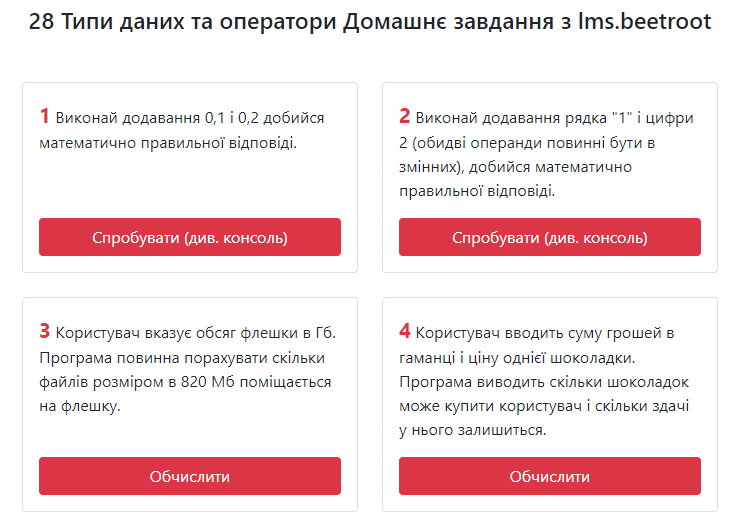 28 Типи даних та оператори Домашнє завдання з lms.beetroot
1 Виконай додавання 0,1 і 0,2 добийся
математично правильної відповіді.
Спробувати (див. консоль)
2 Виконай додавання рядка "1" і цифри
2 (обидві операнди повинні бути в
змінних), добийся математично
правильної відповіді.
Спробувати (див. консоль)
3 Користувач вказує обсяг флешки в Гб.
Програма повинна порахувати скільки
файлів розміром в 820 Мб поміщається
на флешку.
Обчислити
4 Користувач вводить суму грошей в
гаманці і ціну однієї шоколадки.
Програма виводить скільки шоколадок
може купити користувач і скільки здачі
у нього залишиться.
Обчислити